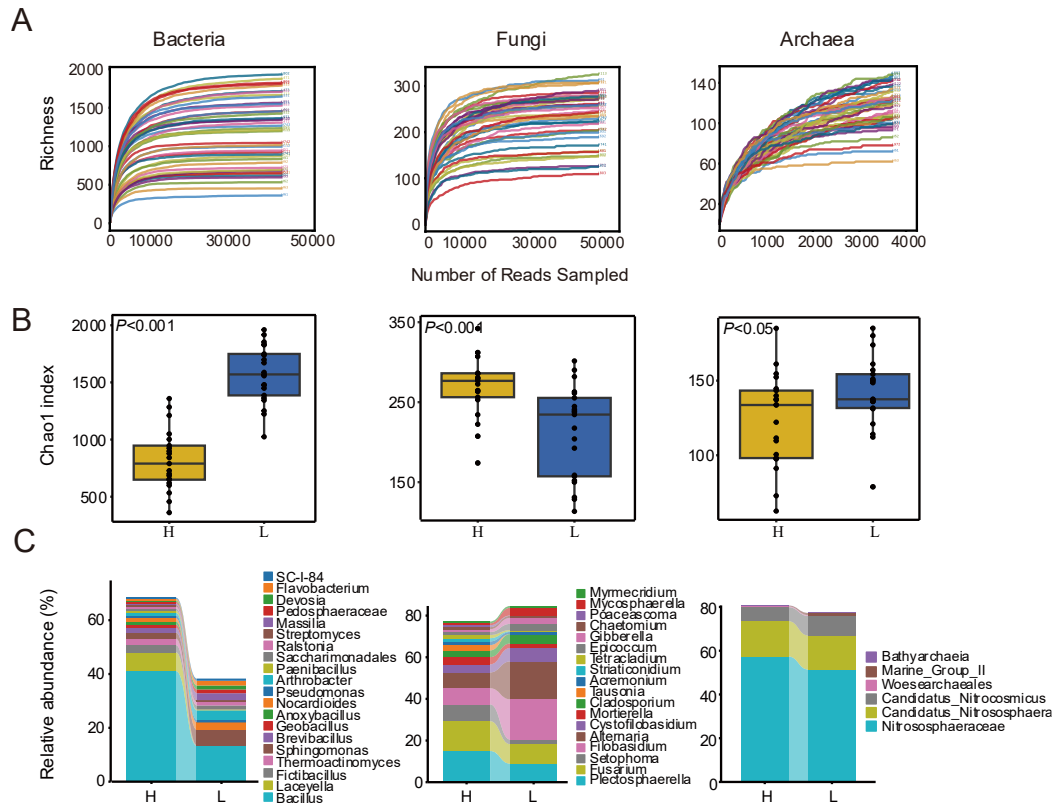 A
Bacteria
Fungi
Archaea
Richness
2000
1500
1000
500
0
0
10000
30000
50000
300
200
100
0
0
10000
30000
50000
140
100
60
20
0
1000
2000
3000
4000
Number of Reads Sampled
B
Chao1 index
P<0.001
2000
1500
1000
500
H
L
P<0.001
350
250
150
H
L
P<0.05
150
100
H
L
C
Relative abundance (%)
60
40
20
0
H
L
SC-I-84
Flavobacterium
Devosia
Pedosphaeraceae
Massilia
Streptomyces
Ralstonia
Saccharimonadales
Paenibacillus
Arthrobacter
Pseudomonas
Nocardioides
Anoxybacillus
Geobacillus
Brevibacillus
Sphingomonas
Thermoactinomyces
Fictibacillus
Laceyella
Bacillus
80
60
40
20
0
H
L
Myrmecridium
Mycosphaerella
Poaceascoma
Chaetomium
Gibberella
Epicoccum
Tetracladium
Striaticonidium
Acremonium
Tausonia
Cladosporium
Mortierella
Cystofilobasidium
Alternaria
Filobasidium
Setophoma
Fusarium
Plectosphaerella
80
60
40
20
0
H
L
Bathyarchaeia
Marine_Group_II
Woesearchaeales
Candidatus_Nitrocosmicus
Candidatus_Nitrososphaera
Nitrososphaeraceae